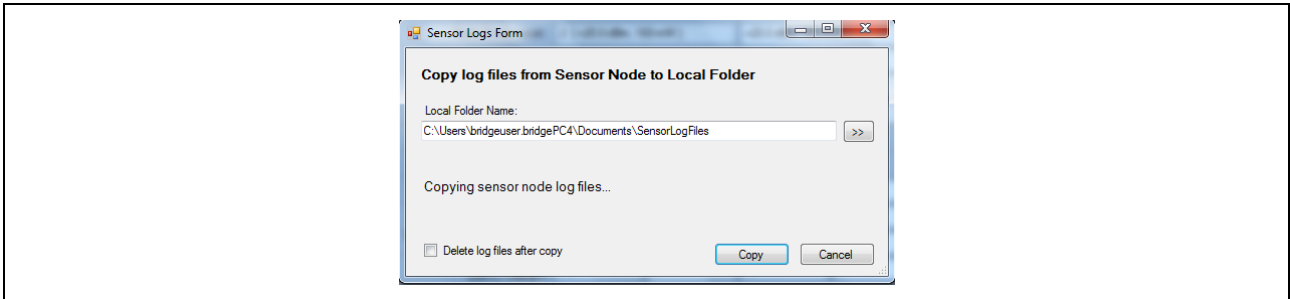 Sensor Logs Form
Copy log files from Sensor Node to Local Folder
Local Folder Name:
C:\Users\bridgeuser.bridgePC4\Documents\SensorLogFiles
>>
Copying sensor node log files...
Delete log files after copy
Copy
Cancel